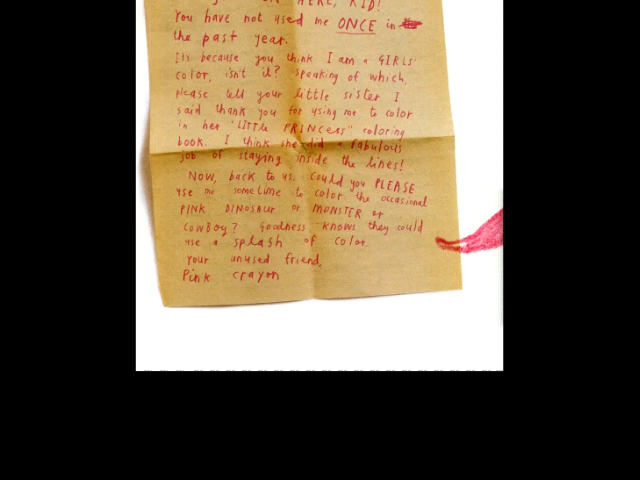 HERE, KID!
You have not used me ONCE in
the past year.
Its because you think I am a GIRLS'
color, isn't it? speaking of which,
please tell your little sister I
said thank you for using me to color
in her "LITTLE PRINCESS" coloring
book. I think she did a fabulous
job of staying inside the lines!
NOW, back to us. Could you PLEASE
use me sometime to color the occasional
PINK DINOSAUR or MONSTER or
COWBOY? Goodness knows they could
use a splash of color.
Your unused friend,
Pink crayon